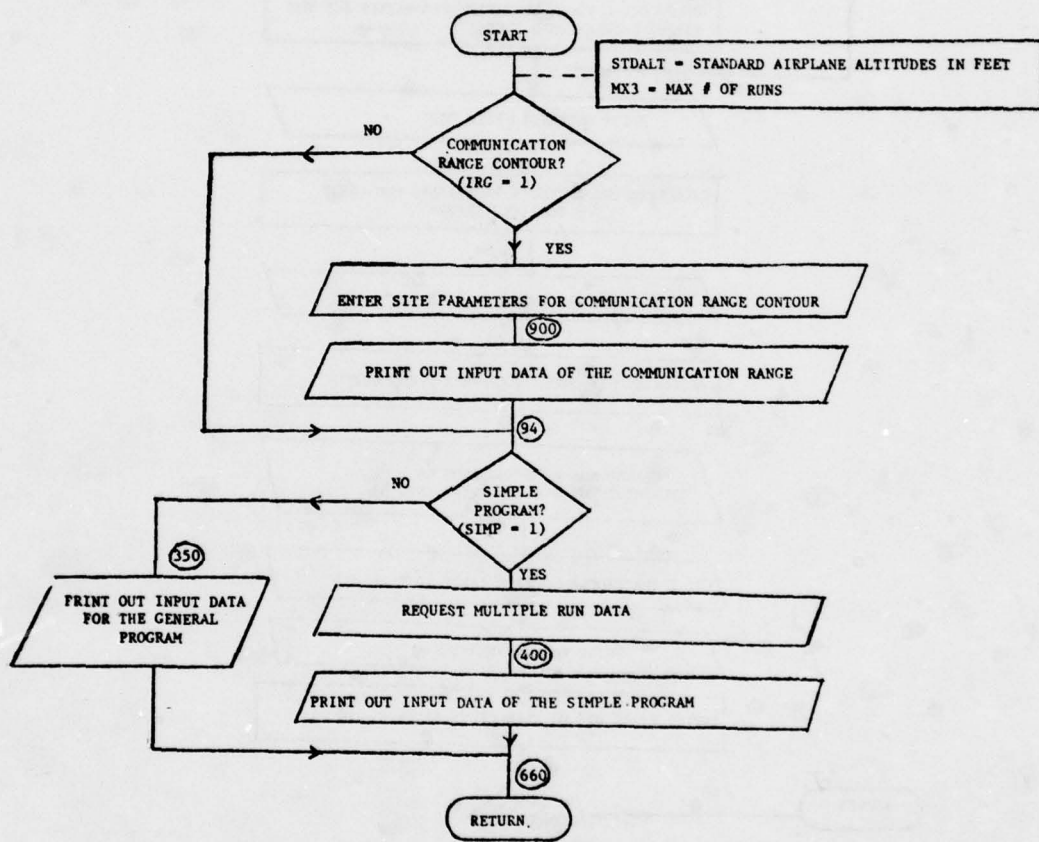 START
STDALT = STANDARD AIRPLANE ALTITUDES IN FEET
MX3 = MAX # OF RUNS
NO
COMMUNICATION
RANGE CONTOUR?
(IRG = 1)
YES
ENTER SITE PARAMETERS FOR COMMUNICATION RANGE CONTOUR
900
PRINT OUT INPUT DATA OF THE COMMUNICATION RANGE
94
NO
SIMPLE
PROGRAM?
(SIMP = 1)
YES
350
PRINT OUT INPUT DATA
FOR THE GENERAL
PROGRAM
REQUEST MULTIPLE RUN DATA
400
PRINT OUT INPUT DATA OF THE SIMPLE PROGRAM
660
RETURN